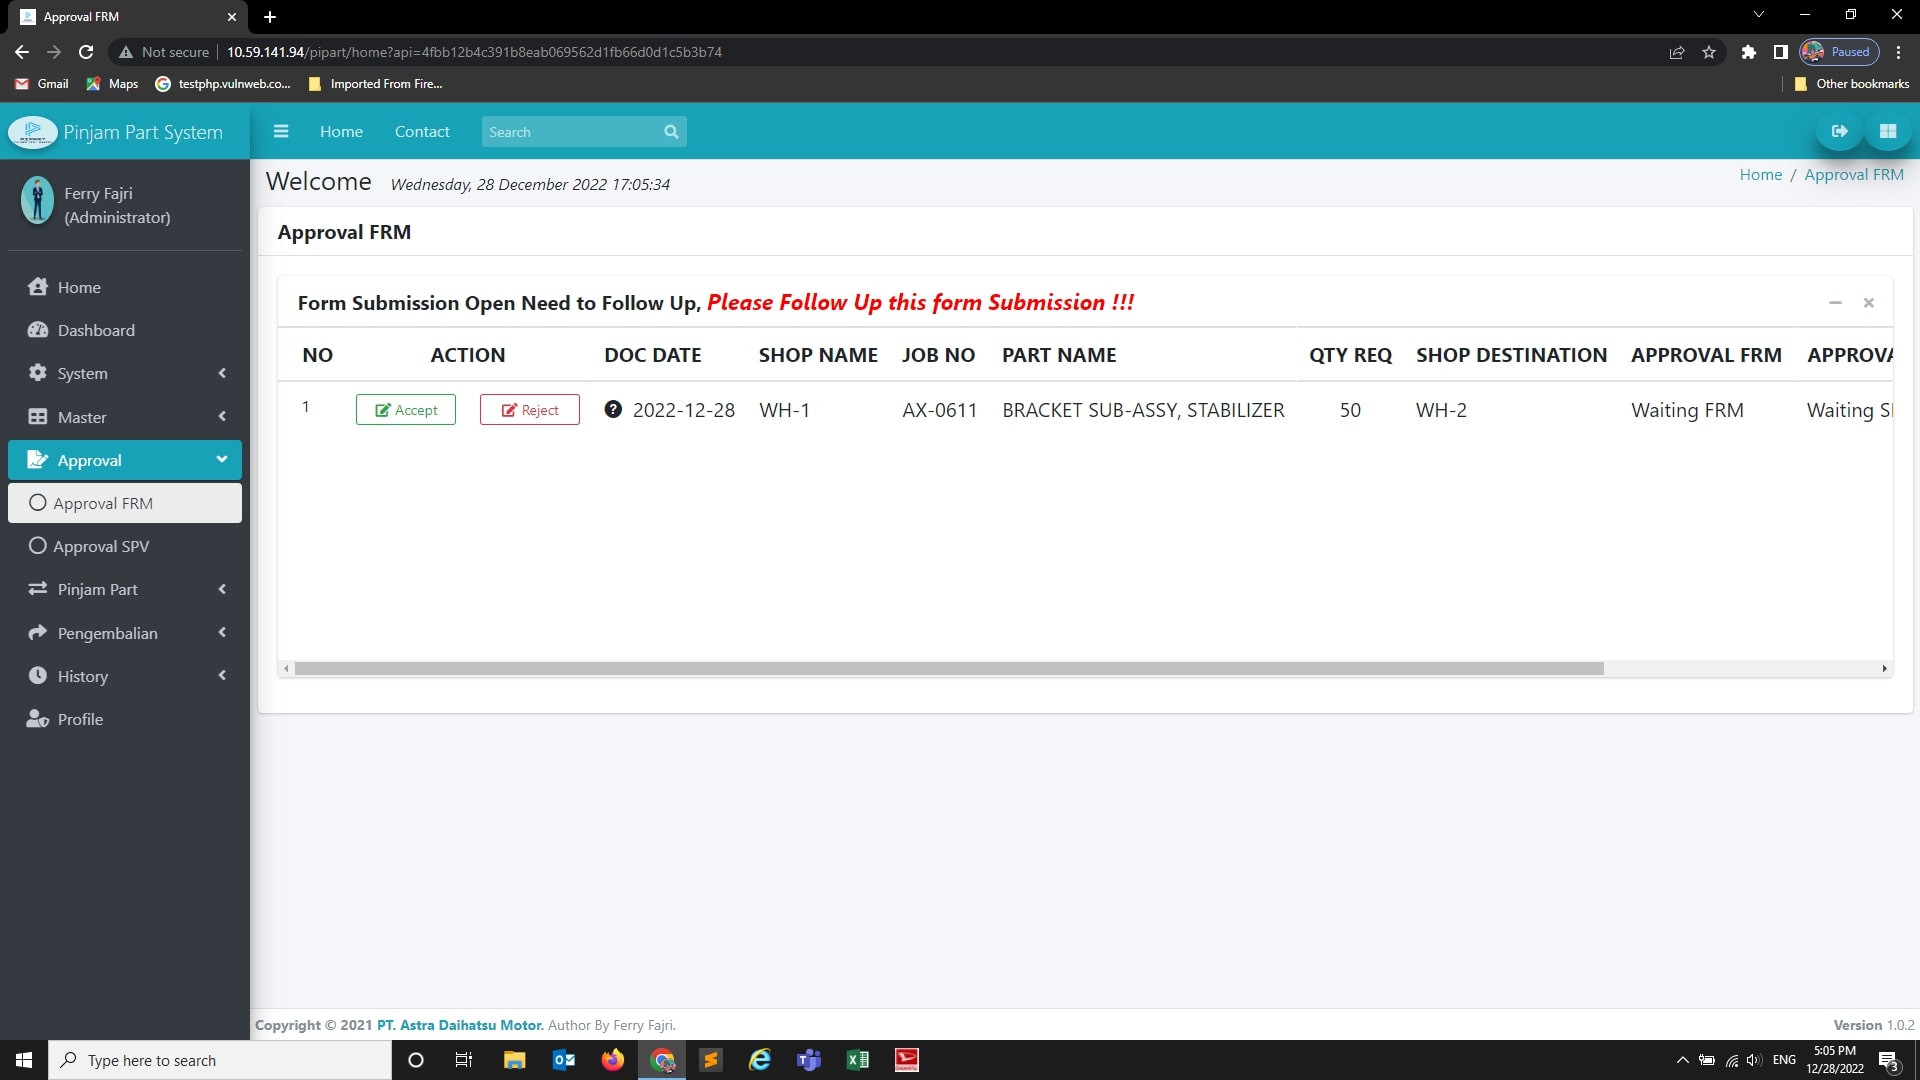 Approval FRM
Not secure
10.59.141.94/pipart/home?api=4fbb12b4c391b8eab069562d1fb66d0d1c5b3b74
Paused
Gmail
Maps
testphp.vulnweb.co...
Imported From Fire...
Other bookmarks
Pinjam Part System
Home
Contact
Search
Ferry Fajri
(Administrator)
Welcome
Wednesday, 28 December 2022 17:05:34
Home / Approval FRM
Home
Dashboard
System
Master
Approval
Approval FRM
Approval SPV
Pinjam Part
Pengembalian
History
Profile
Approval FRM
Form Submission Open Need to Follow Up, Please Follow Up this form Submission !!!
NO ACTION DOC DATE SHOP NAME JOB NO PART NAME QTY REQ SHOP DESTINATION APPROVAL FRM APPROVA
1 Accept Reject 2022-12-28 WH-1 AX-0611 BRACKET SUB-ASSY, STABILIZER 50 WH-2 Waiting FRM Waiting S
Copyright © 2021 PT. Astra Daihatsu Motor. Author By Ferry Fajri.
Version 1.0.2
Type here to search
ENG
5:05 PM
12/28/2022
3